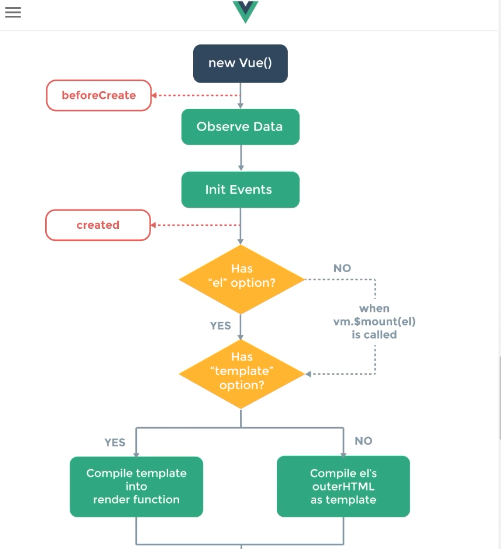 new Vue()
beforeCreate
Observe Data
Init Events
created
Has
"el" option?
NO
when
vm.$mount(el)
is called
YES
Has
"template"
option?
YES
NO
Compile template
into
render function
Compile el's
outerHTML
as template